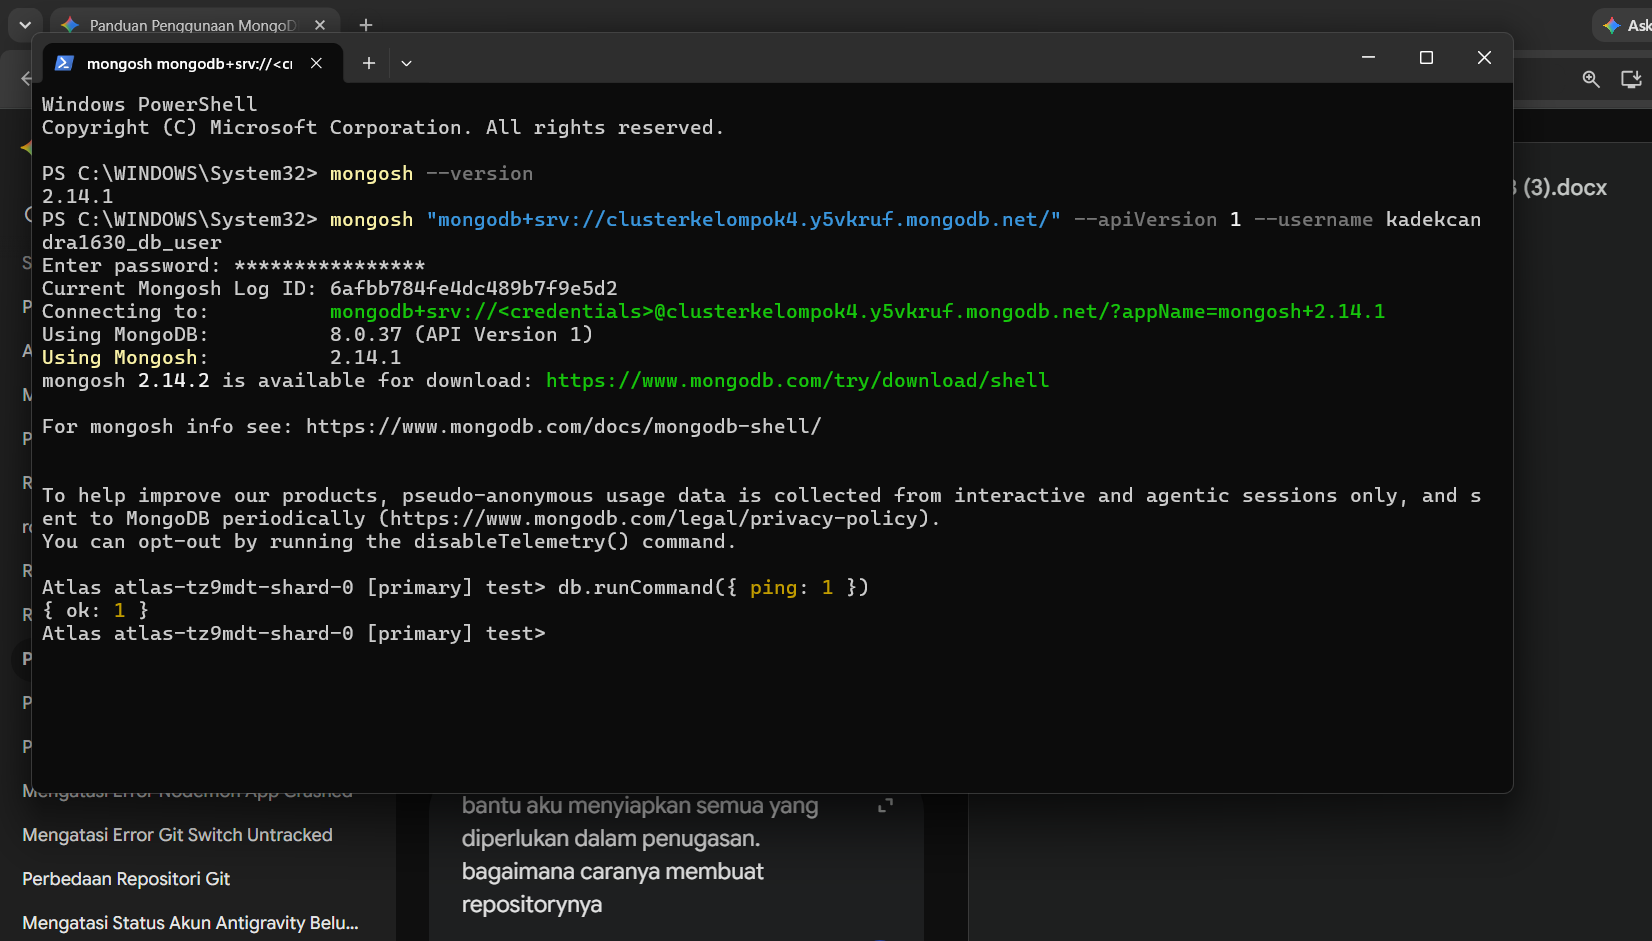 Panduan Penggunaan MongoD
Ask
mongosh mongodb+srv://<cr
Windows PowerShell
Copyright (C) Microsoft Corporation. All rights reserved.
PS C:\WINDOWS\System32> mongosh --version
2.14.1
PS C:\WINDOWS\System32> mongosh "mongodb+srv://clusterkelompok4.y5vkruf.mongodb.net/" --apiVersion 1 --username kadekcan
dra1630_db_user
Enter password: ****************
Current Mongosh Log ID: 6afbb784fe4dc489b7f9e5d2
Connecting to: mongodb+srv://<credentials>@clusterkelompok4.y5vkruf.mongodb.net/?appName=mongosh+2.14.1
Using MongoDB: 8.0.37 (API Version 1)
Using Mongosh: 2.14.1
mongosh 2.14.2 is available for download: https://www.mongodb.com/try/download/shell
For mongosh info see: https://www.mongodb.com/docs/mongodb-shell/
To help improve our products, pseudo-anonymous usage data is collected from interactive and agentic sessions only, and s
ent to MongoDB periodically (https://www.mongodb.com/legal/privacy-policy).
You can opt-out by running the disableTelemetry() command.
Atlas atlas-tz9mdt-shard-0 [primary] test> db.runCommand({ ping: 1 })
{ ok: 1 }
Atlas atlas-tz9mdt-shard-0 [primary] test>
(3).docx
Mengatasi Error Nodemon App Crashed
Mengatasi Error Git Switch Untracked
Perbedaan Repositori Git
Mengatasi Status Akun Antigravity Belu...
bantu aku menyiapkan semua yang
diperlukan dalam penugasan.
bagaimana caranya membuat
repositorynya